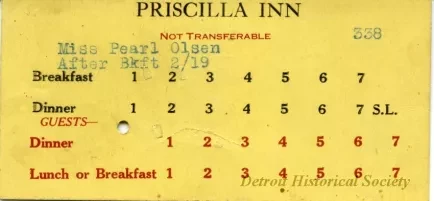 PRISCILLA INN
NOT TRANSFERABLE 338
Miss Pearl Olsen
After Bkft 2/19
Breakfast 1 2 3 4 5 6 7
Dinner 1 2 3 4 5 6 7 S.L.
GUESTS—
Dinner 1 2 3 4 5 6 7
Lunch or Breakfast 1 2 3 4 5 6 7
Detroit Historical Society